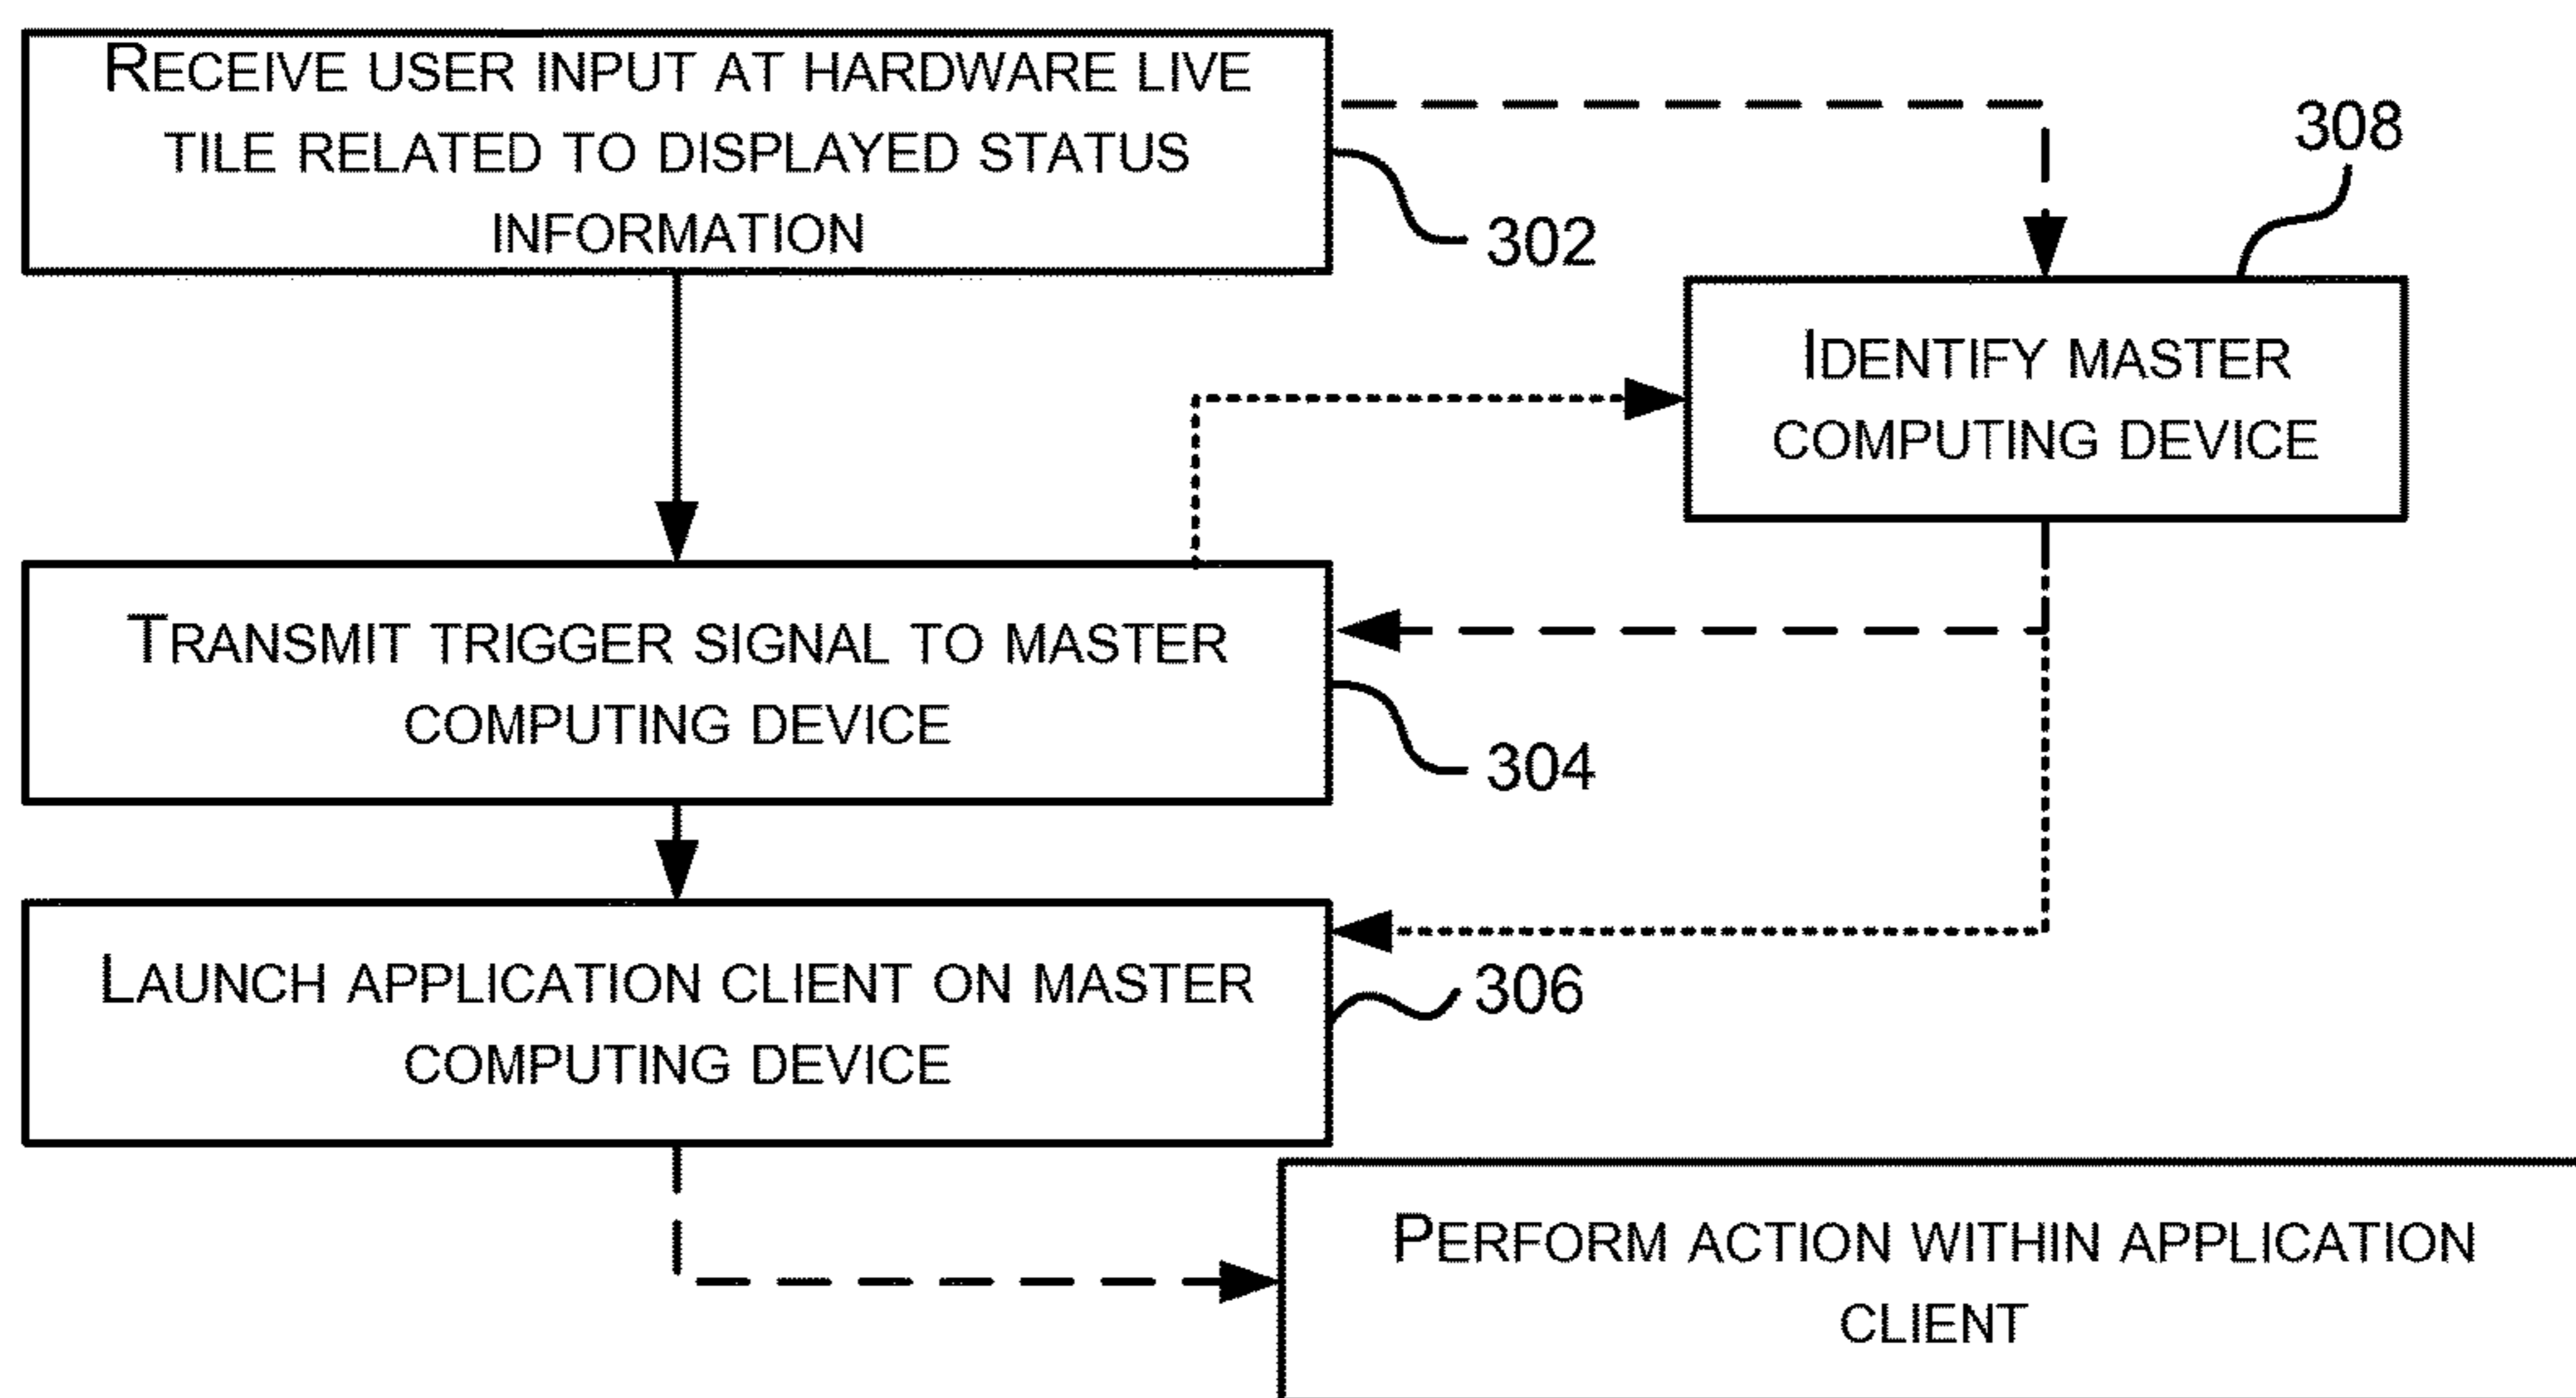 RECEIVE USER INPUT AT HARDWARE LIVE
TILE RELATED TO DISPLAYED STATUS
INFORMATION
302
308
IDENTIFY MASTER
COMPUTING DEVICE
TRANSMIT TRIGGER SIGNAL TO MASTER
COMPUTING DEVICE
304
LAUNCH APPLICATION CLIENT ON MASTER
COMPUTING DEVICE
306
PERFORM ACTION WITHIN APPLICATION
CLIENT